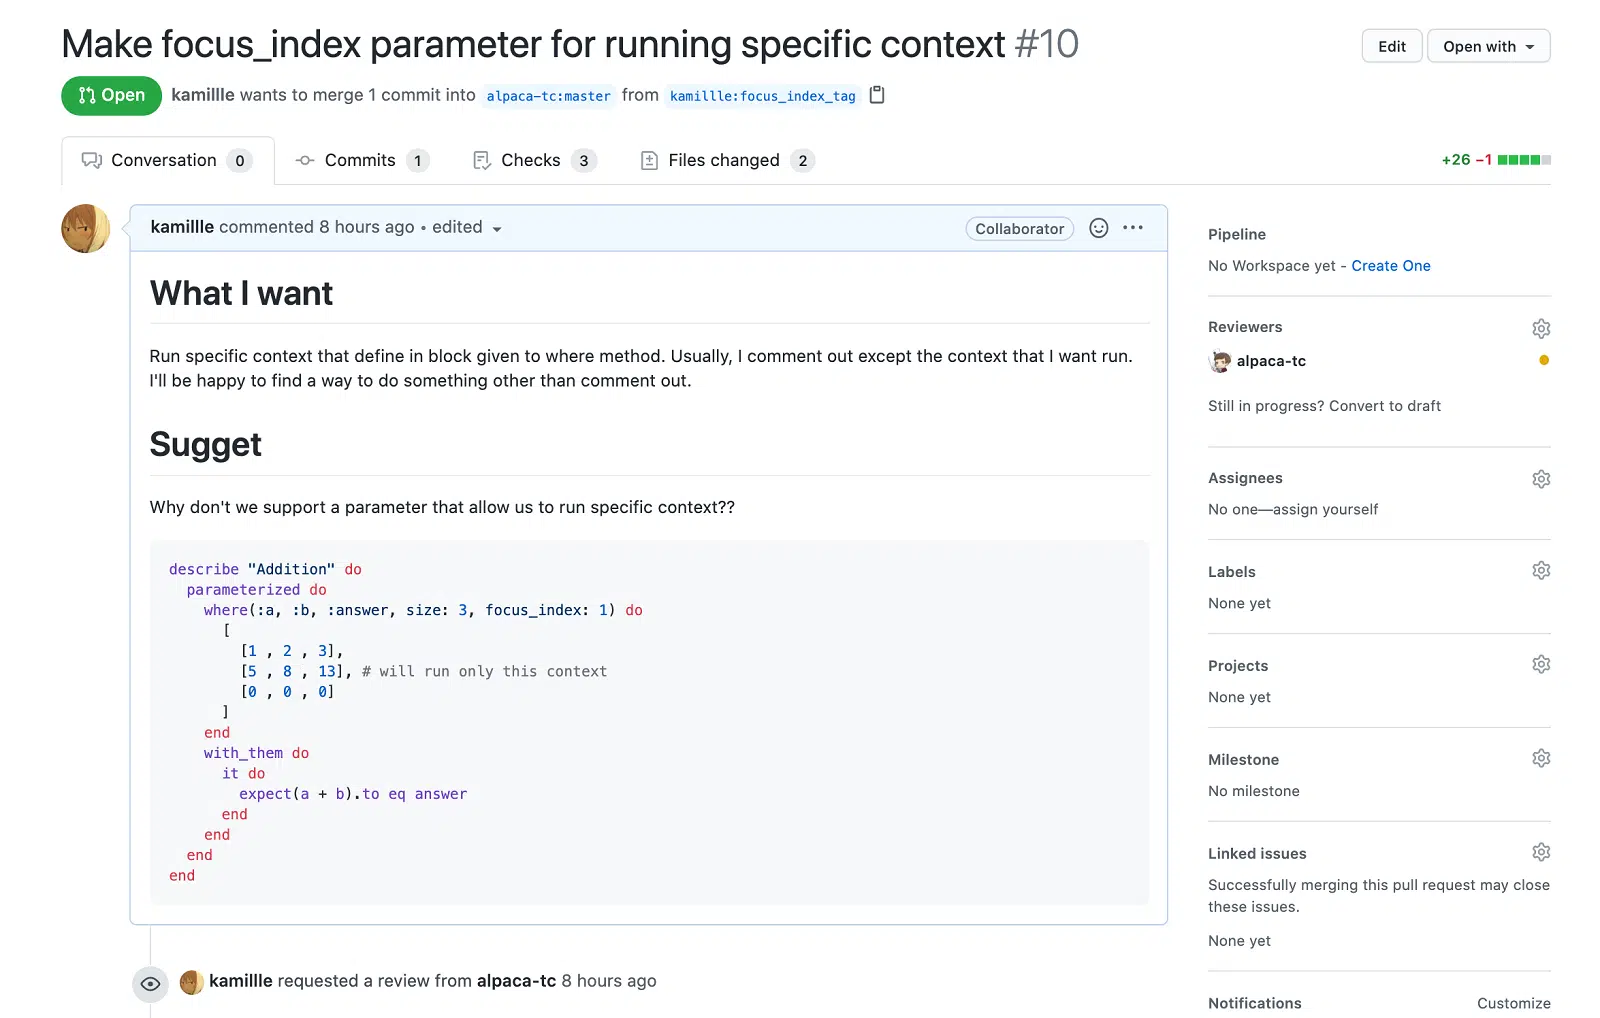 Make focus_index parameter for running specific context #10
Edit
Open with
Open
kamillle wants to merge 1 commit into alpaca-tc:master from kamillle:focus_index_tag
Conversation 0
Commits 1
Checks 3
Files changed 2
+26 −1
kamillle commented 8 hours ago • edited
Collaborator
What I want
Run specific context that define in block given to where method. Usually, I comment out except the context that I want run.
I'll be happy to find a way to do something other than comment out.
Sugget
Why don't we support a parameter that allow us to run specific context??
describe "Addition" do
  parameterized do
    where(:a, :b, :answer, size: 3, focus_index: 1) do
      [
        [1 , 2 , 3],
        [5 , 8 , 13], # will run only this context
        [0 , 0 , 0]
      ]
    end
    with_them do
      it do
        expect(a + b).to eq answer
      end
    end
  end
end
kamillle requested a review from alpaca-tc 8 hours ago
Pipeline
No Workspace yet - Create One
Reviewers
alpaca-tc
Still in progress? Convert to draft
Assignees
No one—assign yourself
Labels
None yet
Projects
None yet
Milestone
No milestone
Linked issues
Successfully merging this pull request may close
these issues.
None yet
Notifications
Customize